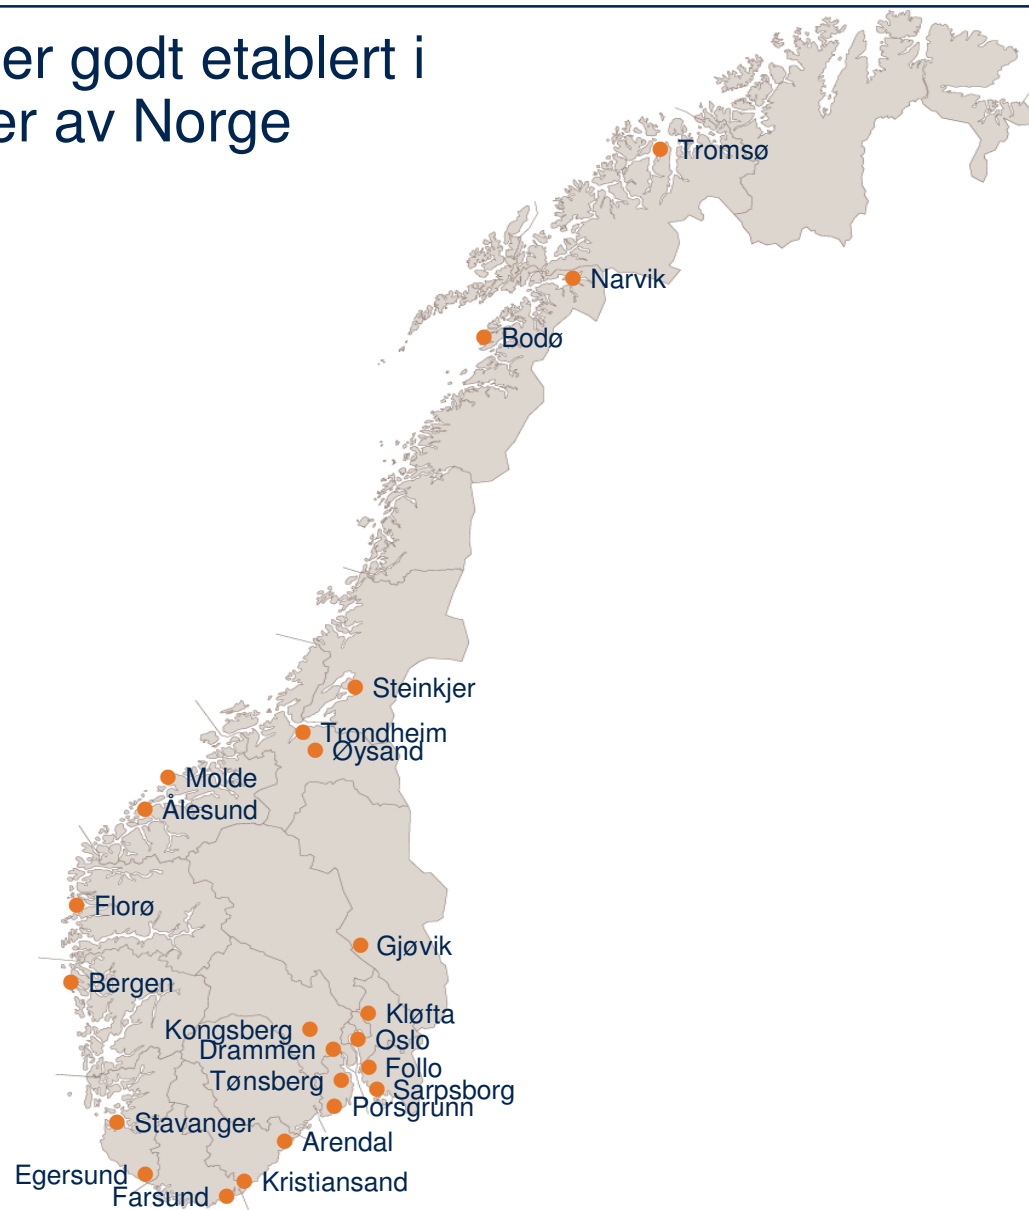 er godt etablert i
er av Norge
Tromsø
Narvik
Bodø
Steinkjer
Trondheim
Øysand
Molde
Ålesund
Florø
Gjøvik
Bergen
Kløfta
Kongsberg
Oslo
Drammen
Follo
Tønsberg
Sarpsborg
Porsgrunn
Stavanger
Arendal
Egersund
Kristiansand
Farsund